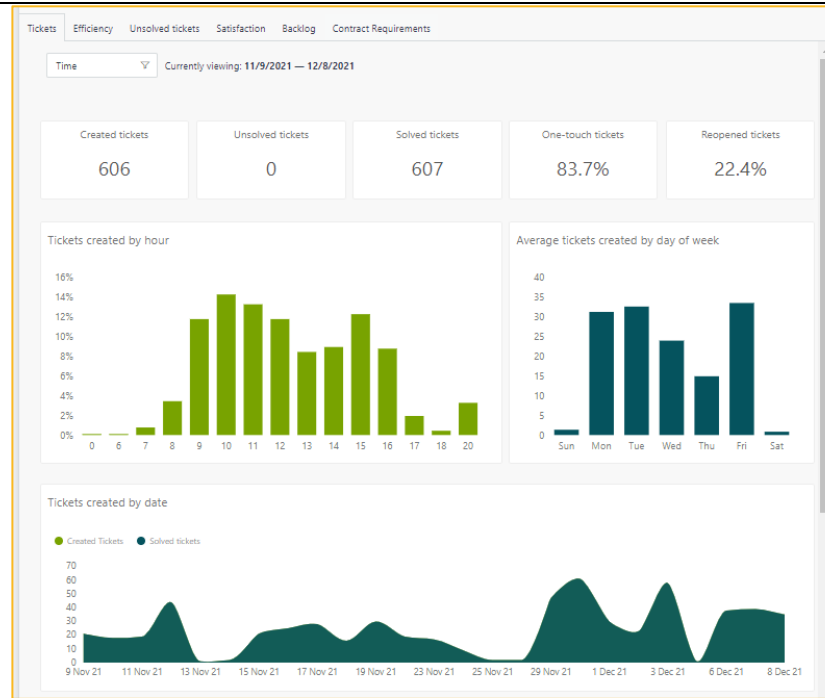 Tickets Efficiency Unsolved tickets Satisfaction Backlog Contract Requirements
Time Currently viewing: 11/9/2021 — 12/8/2021
Created tickets Unsolved tickets Solved tickets One-touch tickets Reopened tickets
606 0 607 83.7% 22.4%
Tickets created by hour
16%
14%
12%
10%
8%
6%
4%
2%
0%
0 6 7 8 9 10 11 12 13 14 15 16 17 18 20
Average tickets created by day of week
40
35
30
25
20
15
10
5
0
Sun Mon Tue Wed Thu Fri Sat
Tickets created by date
Created Tickets Solved tickets
70
60
50
40
30
20
10
0
9 Nov 21 11 Nov 21 13 Nov 21 15 Nov 21 17 Nov 21 19 Nov 21 23 Nov 21 25 Nov 21 29 Nov 21 1 Dec 21 3 Dec 21 6 Dec 21 8 Dec 21